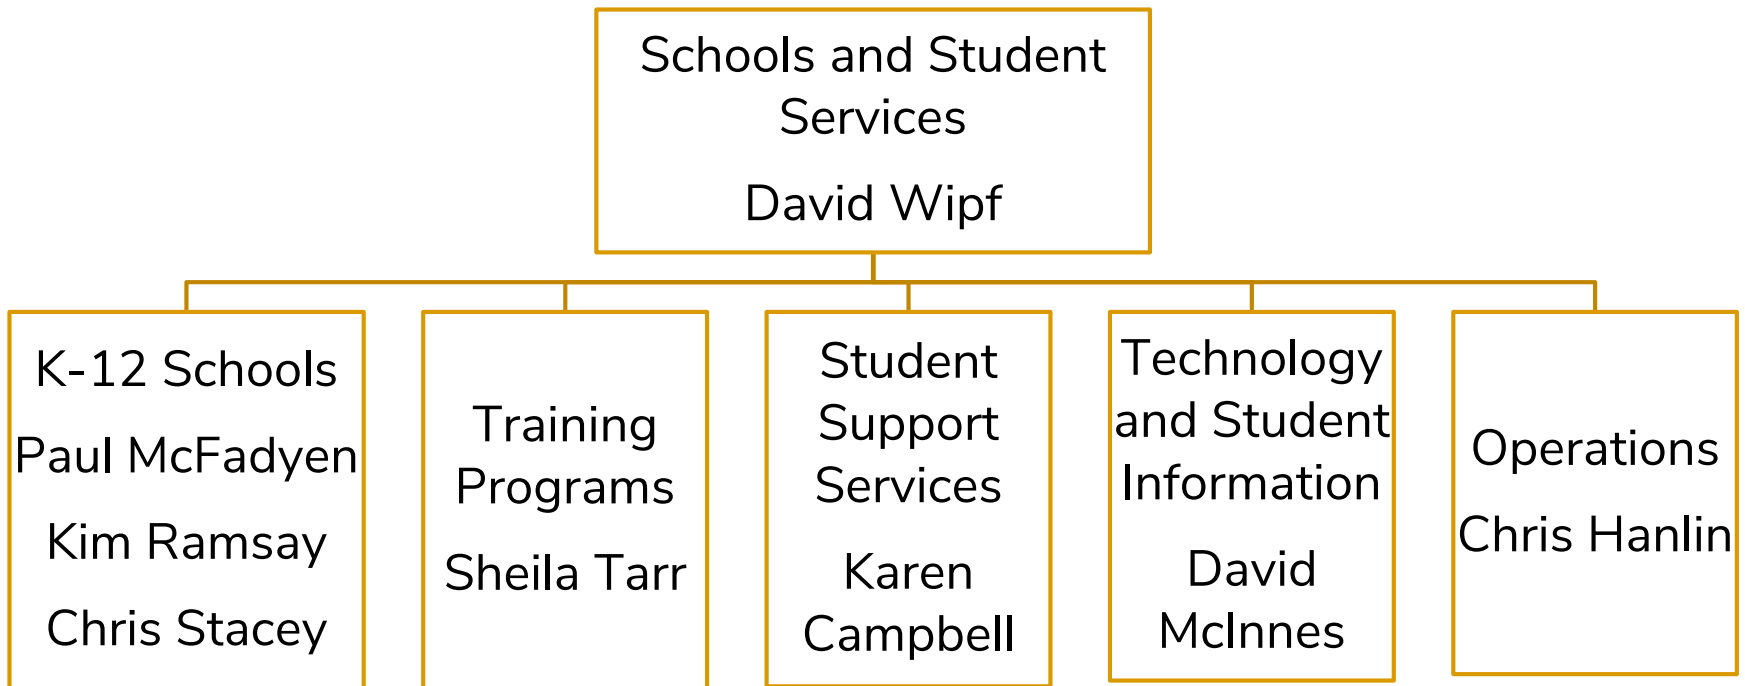 Schools and Student
Services
David Wipf
K-12 Schools
Paul McFadyen
Kim Ramsay
Chris Stacey
Training
Programs
Sheila Tarr
Student
Support
Services
Karen
Campbell
Technology
and Student
Information
David
McInnes
Operations
Chris Hanlin